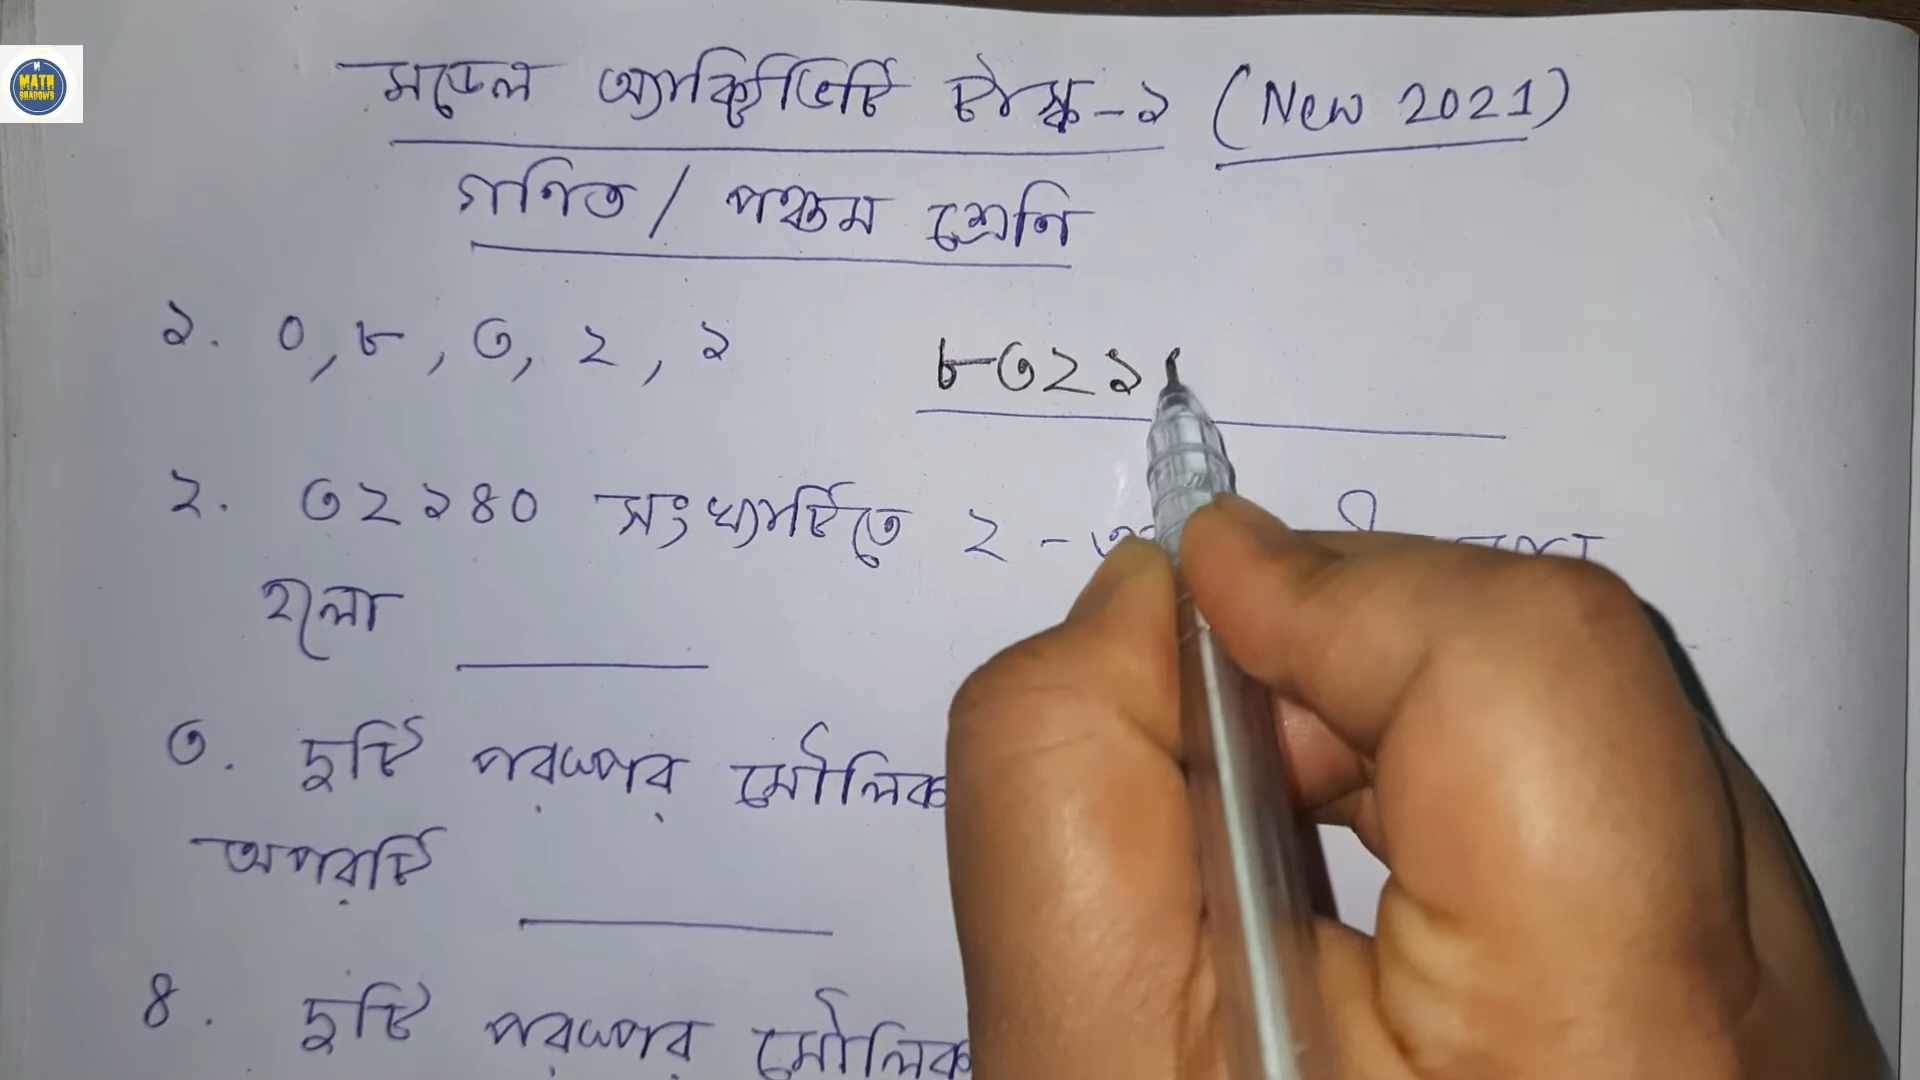 MATH SHADOWS
মডেল অ্যাক্টিভিটি টাস্ক-১ (New 2021)
গণিত / পঞ্চম শ্রেণি
১. ০, ৮, ৩, ২, ১ ৮৩২১
২. ৩২১৪০ সংখ্যাটিতে ২ -
হলো
৩. দুটি পরস্পর মৌলিক
অপরটি
৪. দুটি পরস্পর মৌলিক